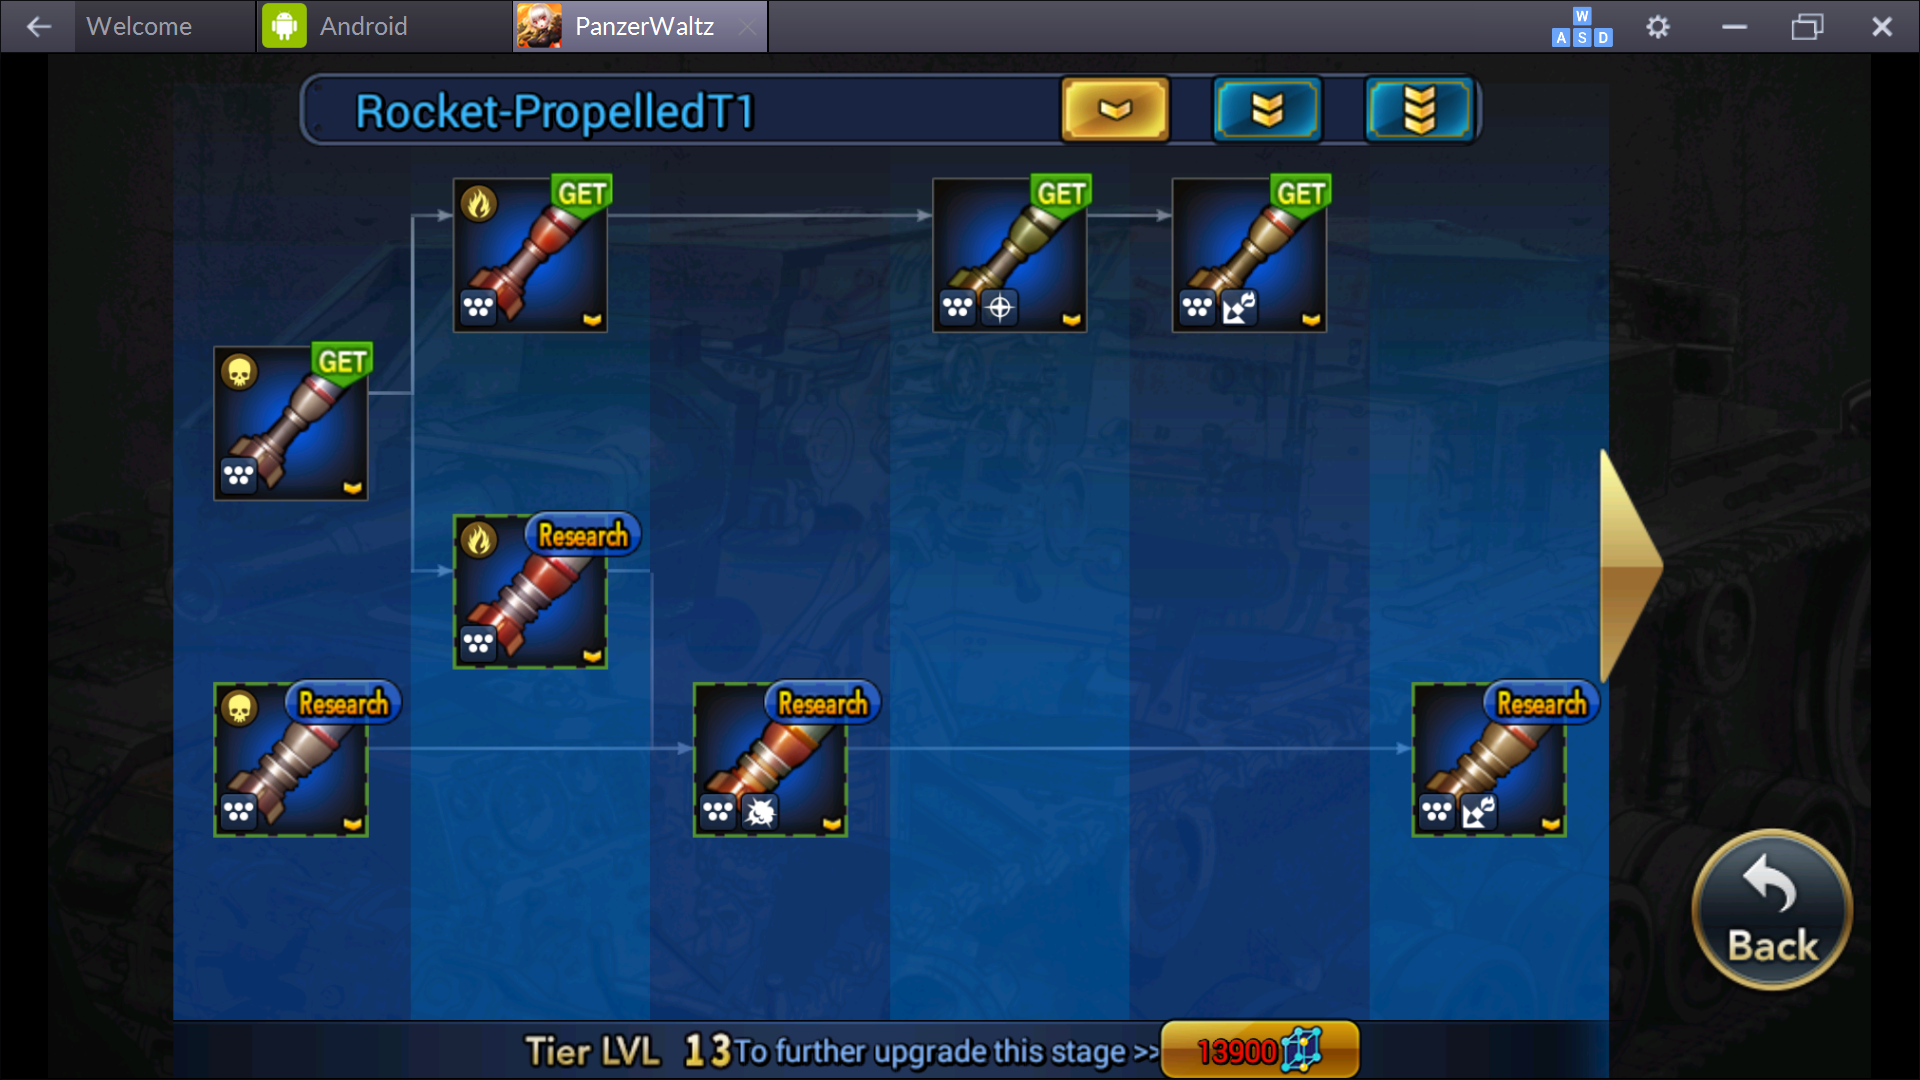 Welcome
Android
PanzerWaltz
W
A S D
Rocket-PropelledT1
GET
GET
GET
GET
Research
Research
Research
Research
Back
Tier LVL 13 To further upgrade this stage >> 13900